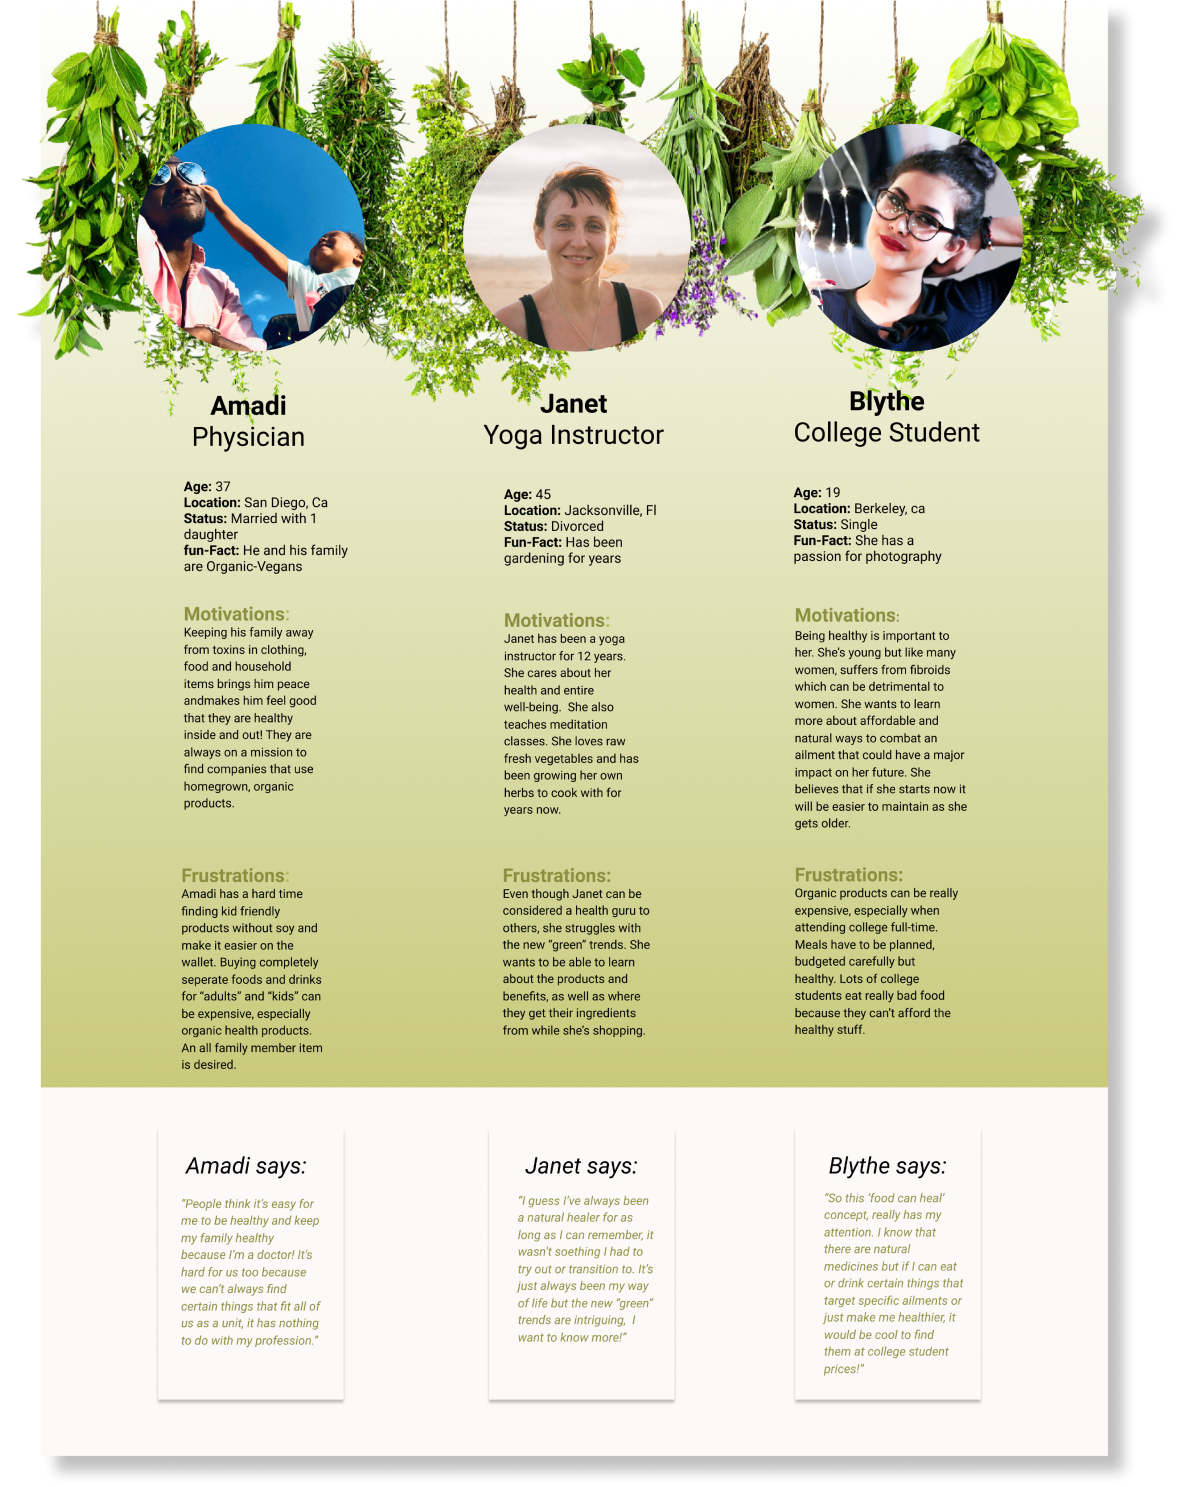 Amadi
Physician
Age: 37
Location: San Diego, Ca
Status: Married with 1
daughter
fun-Fact: He and his family
are Organic-Vegans
Motivations:
Keeping his family away
from toxins in clothing,
food and household
items brings him peace
andmakes him feel good
that they are healthy
inside and out! They are
always on a mission to
find companies that use
homegrown, organic
products.
Frustrations:
Amadi has a hard time
finding kid friendly
products without soy and
make it easier on the
wallet. Buying completely
seperate foods and drinks
for “adults” and “kids” can
be expensive, especially
organic health products.
An all family member item
is desired.
Amadi says:
“People think it’s easy for
me to be healthy and keep
my family healthy
because I’m a doctor! It’s
hard for us too because
we can’t always find
certain things that fit all of
us as a unit, it has nothing
to do with my profession.”
Janet
Yoga Instructor
Age: 45
Location: Jacksonville, Fl
Status: Divorced
Fun-Fact: Has been
gardening for years
Motivations:
Janet has been a yoga
instructor for 12 years.
She cares about her
health and entire
well-being.  She also
teaches meditation
classes. She loves raw
fresh vegetables and has
been growing her own
herbs to cook with for
years now.
Frustrations:
Even though Janet can be
considered a health guru to
others, she struggles with
the new “green” trends. She
wants to be able to learn
about the products and
benefits, as well as where
they get their ingredients
from while she’s shopping.
Janet says:
“I guess I’ve always been
a natural healer for as
long as I can remember, it
wasn’t soething I had to
try out or transition to. It’s
just always been my way
of life but the new “green”
trends are intriguing,  I
want to know more!”
Blythe
College Student
Age: 19
Location: Berkeley, ca
Status: Single
Fun-Fact: She has a
passion for photography
Motivations:
Being healthy is important to
her. She’s young but like many
women, suffers from fibroids
which can be detrimental to
women. She wants to learn
more about affordable and
natural ways to combat an
ailment that could have a major
impact on her future. She
believes that if she starts now it
will be easier to maintain as she
gets older.
Frustrations:
Organic products can be really
expensive, especially when
attending college full-time.
Meals have to be planned,
budgeted carefully but
healthy. Lots of college
students eat really bad food
because they can’t afford the
healthy stuff.
Blythe says:
“So this ‘food can heal’
concept, really has my
attention. I know that
there are natural
medicines but if I can eat
or drink certain things that
target specific ailments or
just make me healthier, it
would be cool to find
them at college student
prices!”